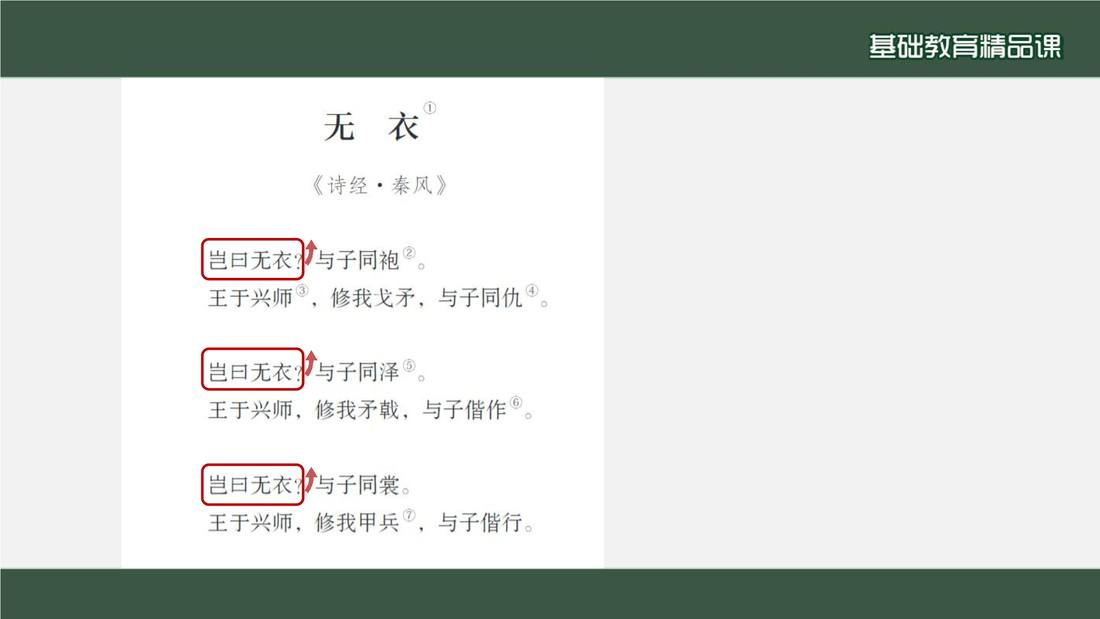 基础教育精品课
无 衣①
《诗经·秦风》
岂曰无衣?与子同袍②。
王于兴师③,修我戈矛,与子同仇④。
岂曰无衣?与子同泽⑤。
王于兴师,修我矛戟,与子偕作⑥。
岂曰无衣?与子同裳。
王于兴师,修我甲兵⑦,与子偕行。